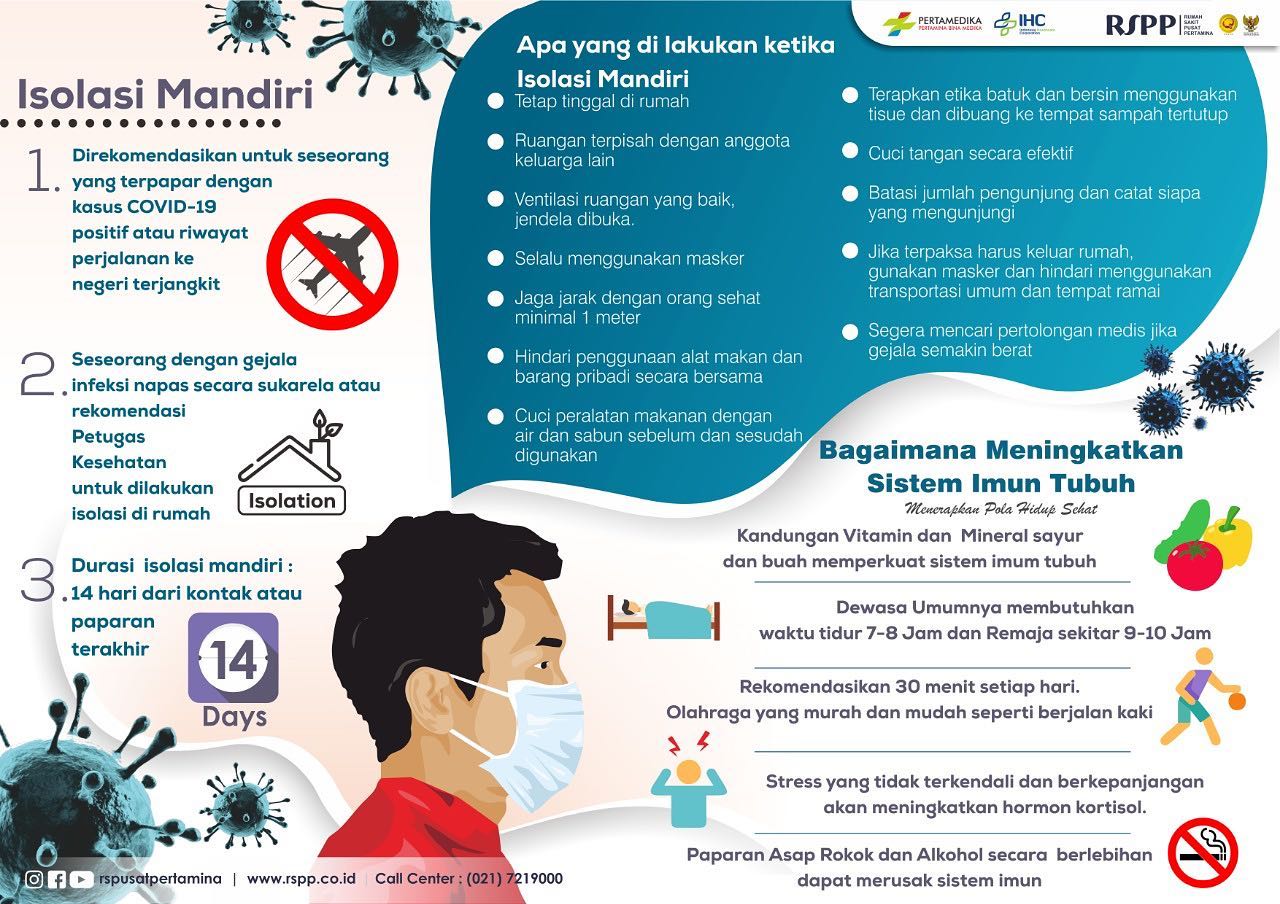 PERTAMEDIKA
PERTAMINA BINA MEDIKA
IHC
RSPP
RUMAH
SAKIT
PUSAT
PERTAMINA
Isolasi Mandiri
1.
Direkomendasikan untuk seseorang
yang terpapar dengan
kasus COVID-19
positif atau riwayat
perjalanan ke
negeri terjangkit
2.
Seseorang dengan gejala
infeksi napas secara sukarela atau
rekomendasi
Petugas
Kesehatan
untuk dilakukan
isolasi di rumah
Isolation
3.
Durasi isolasi mandiri :
14 hari dari kontak atau
paparan
terakhir
14
Days
Apa yang di lakukan ketika
Isolasi Mandiri
Tetap tinggal di rumah
Ruangan terpisah dengan anggota
keluarga lain
Ventilasi ruangan yang baik,
jendela dibuka.
Selalu menggunakan masker
Jaga jarak dengan orang sehat
minimal 1 meter
Hindari penggunaan alat makan dan
barang pribadi secara bersama
Cuci peralatan makanan dengan
air dan sabun sebelum dan sesudah
digunakan
Terapkan etika batuk dan bersin menggunakan
tisue dan dibuang ke tempat sampah tertutup
Cuci tangan secara efektif
Batasi jumlah pengunjung dan catat siapa
yang mengunjungi
Jika terpaksa harus keluar rumah,
gunakan masker dan hindari menggunakan
transportasi umum dan tempat ramai
Segera mencari pertolongan medis jika
gejala semakin berat
Bagaimana Meningkatkan
Sistem Imun Tubuh
Menerapkan Pola Hidup Sehat
Kandungan Vitamin dan Mineral sayur
dan buah memperkuat sistem imum tubuh
Dewasa Umumnya membutuhkan
waktu tidur 7-8 Jam dan Remaja sekitar 9-10 Jam
Rekomendasikan 30 menit setiap hari.
Olahraga yang murah dan mudah seperti berjalan kaki
Stress yang tidak terkendali dan berkepanjangan
akan meningkatkan hormon kortisol.
Paparan Asap Rokok dan Alkohol secara berlebihan
dapat merusak sistem imun
rspusatpertamina | www.rspp.co.id | Call Center : (021) 7219000